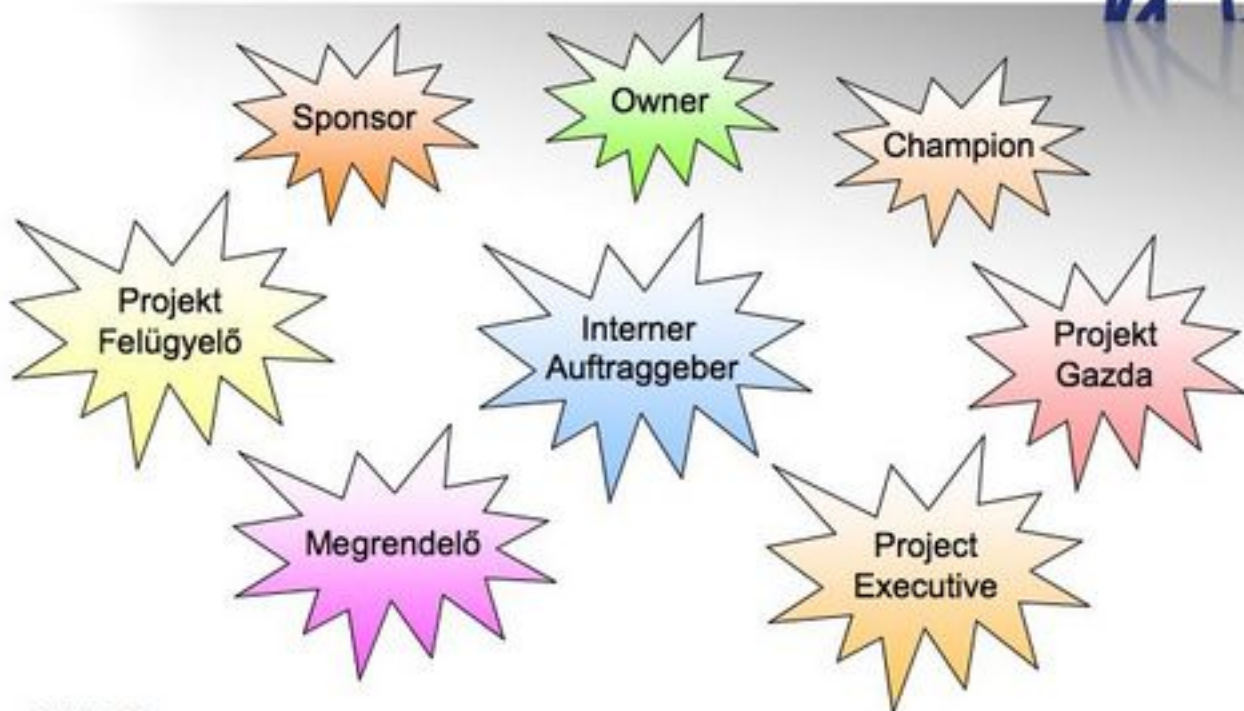 Sponsor
Owner
Champion
Projekt
Felügyelő
Interner
Auftraggeber
Projekt
Gazda
Megrendelő
Project
Executive